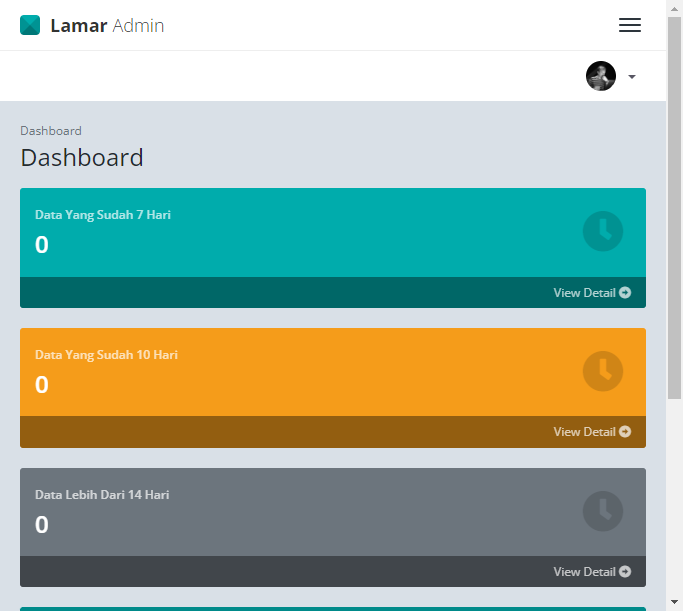 Lamar Admin
Dashboard
Dashboard
Data Yang Sudah 7 Hari
0
View Detail
Data Yang Sudah 10 Hari
0
View Detail
Data Lebih Dari 14 Hari
0
View Detail